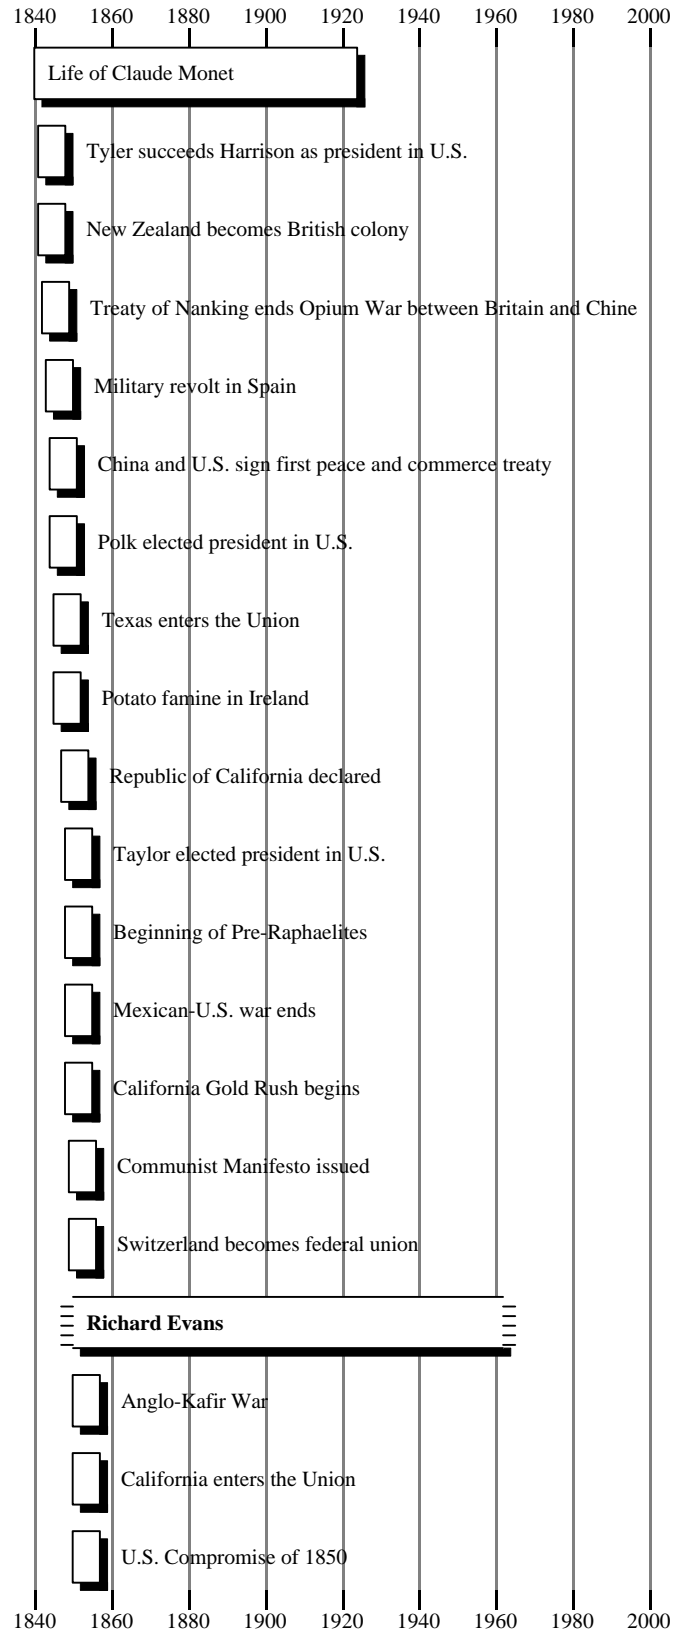 1840 1860 1880 1900 1920 1940 1960 1980 2000
Life of Claude Monet
Tyler succeeds Harrison as president in U.S.
New Zealand becomes British colony
Treaty of Nanking ends Opium War between Britain and Chine
Military revolt in Spain
China and U.S. sign first peace and commerce treaty
Polk elected president in U.S.
Texas enters the Union
Potato famine in Ireland
Republic of California declared
Taylor elected president in U.S.
Beginning of Pre-Raphaelites
Mexican-U.S. war ends
California Gold Rush begins
Communist Manifesto issued
Switzerland becomes federal union
Richard Evans
Anglo-Kafir War
California enters the Union
U.S. Compromise of 1850
1840 1860 1880 1900 1920 1940 1960 1980 2000